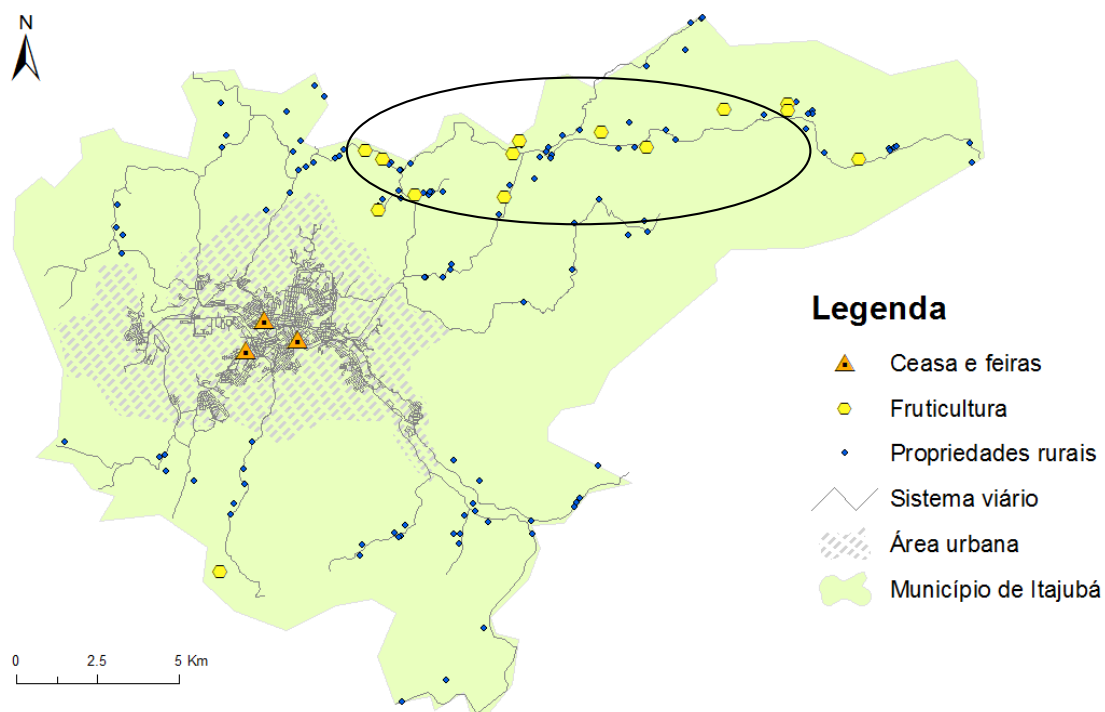 N
Legenda
Ceasa e feiras
Fruticultura
Propriedades rurais
Sistema viário
Área urbana
Município de Itajubá
0 2.5 5 Km